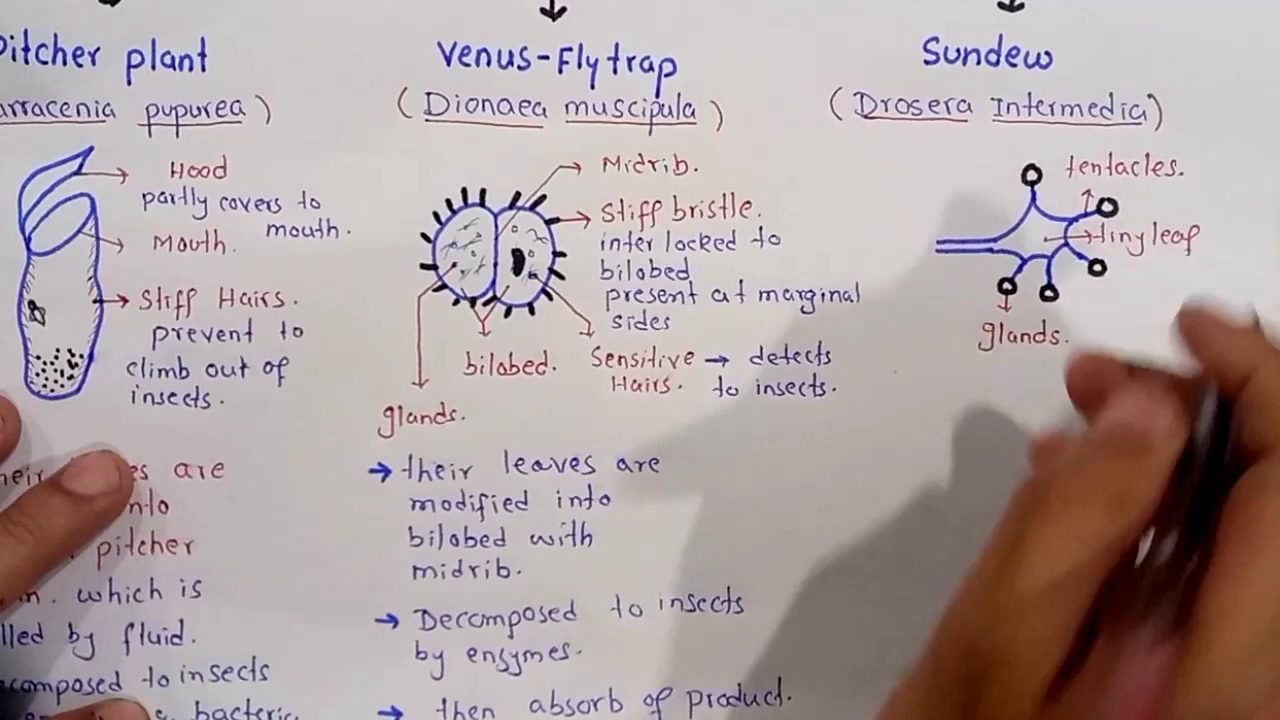 Pitcher plant
arracenia pupurea)
Hood
partly covers to
mouth.
Mouth.
Stiff Hairs.
prevent to
climb out of
insects.
are
pitcher
which is
lled by fluid.
composed to insects
bacteria
Venus-Flytrap
(Dionaea muscipula)
Midrib.
Stiff bristle.
inter locked to
bilobed
present at marginal
sides
bilobed.
Sensitive → detects
Hairs. to insects.
glands.
→ their leaves are
modified into
bilobed with
midrib.
→ Decomposed to insects
by enzymes.
→ then absorb of product.
Sundew
(Drosera Intermedia)
tentacles.
tiny leaf
glands.